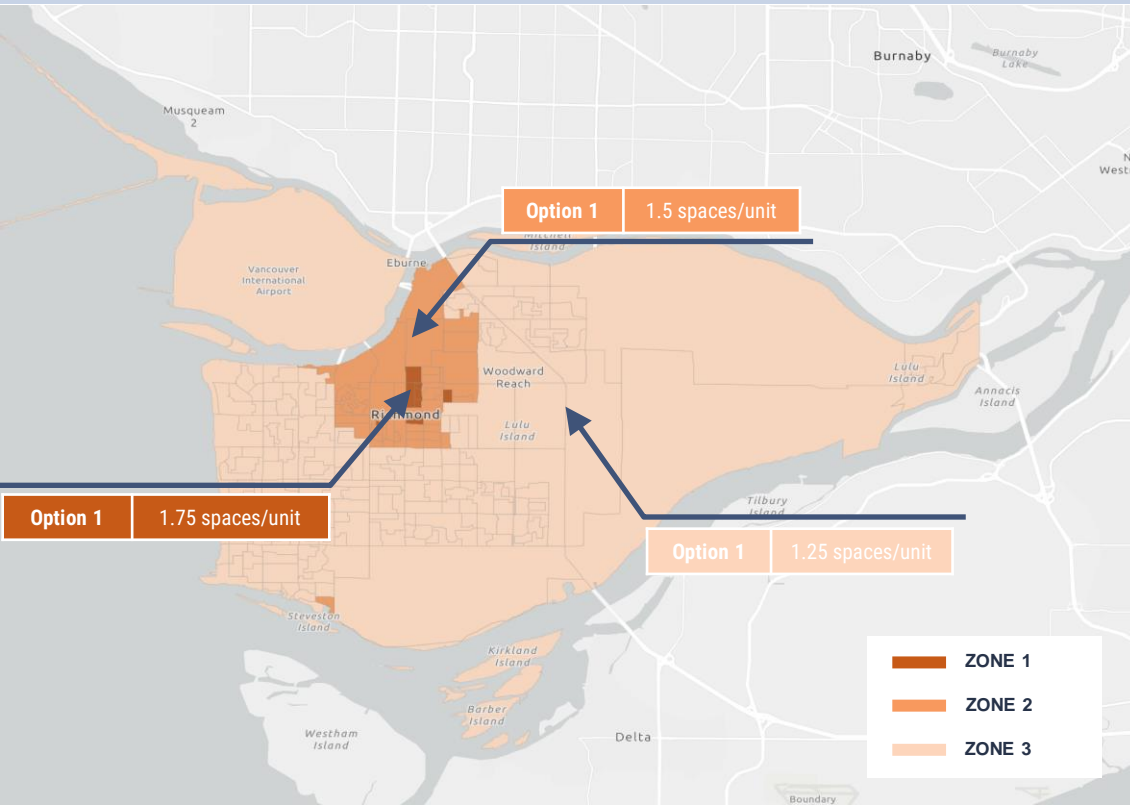 Burnaby
Burnaby
Lake
Musqueam
2
N
West
Option 1 1.5 spaces/unit
Mitchell
Island
Eburne
Vancouver
International
Airport
Woodward
Reach
Lulu
Island
Annacis
Island
Richmond
Lulu
Island
Option 1 1.75 spaces/unit
Tilbury
Island
Option 1 1.25 spaces/unit
Steveston
Island
Kirkland
Island
ZONE 1
ZONE 2
ZONE 3
Barber
Island
Westham
Island
Delta
Boundary